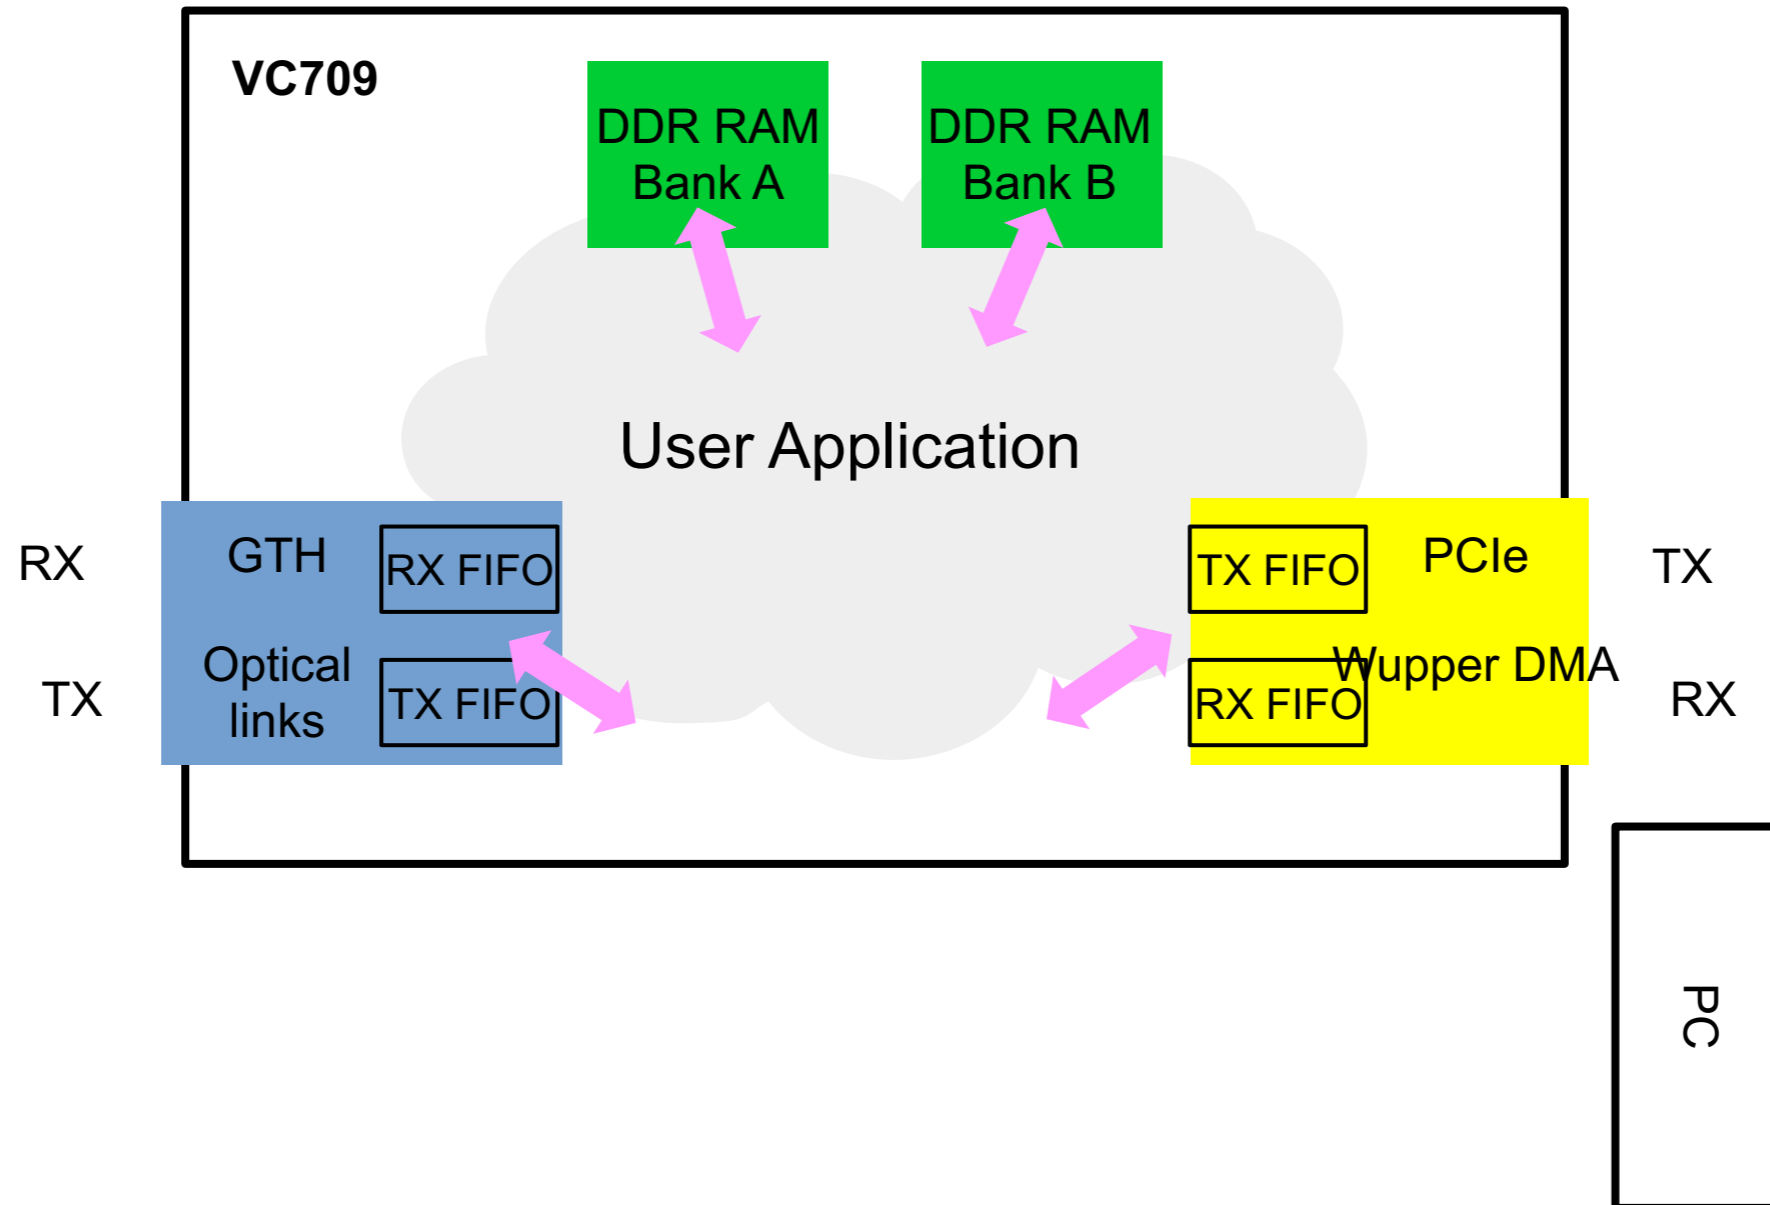 VC709
DDR RAM
Bank A
DDR RAM
Bank B
User Application
RX
GTH
RX FIFO
TX FIFO
PCIe
TX
TX
Optical
links
TX FIFO
RX FIFO
Wupper DMA
RX
PC